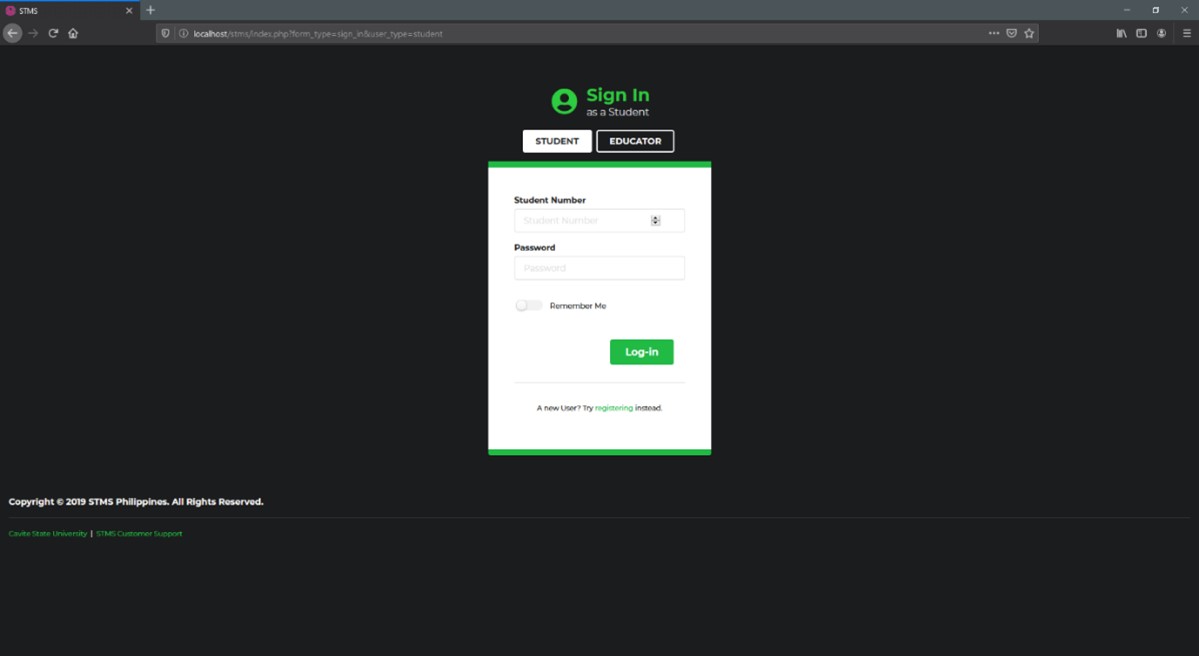 STMS
localhost/stms/index.php?form_type=sign_in&user_type=student
Sign In
as a Student
STUDENT
EDUCATOR
Student Number
Student Number
Password
Password
Remember Me
Log-in
A new User? Try registering instead.
Copyright © 2019 STMS Philippines. All Rights Reserved.
Cavite State University | STMS Customer Support